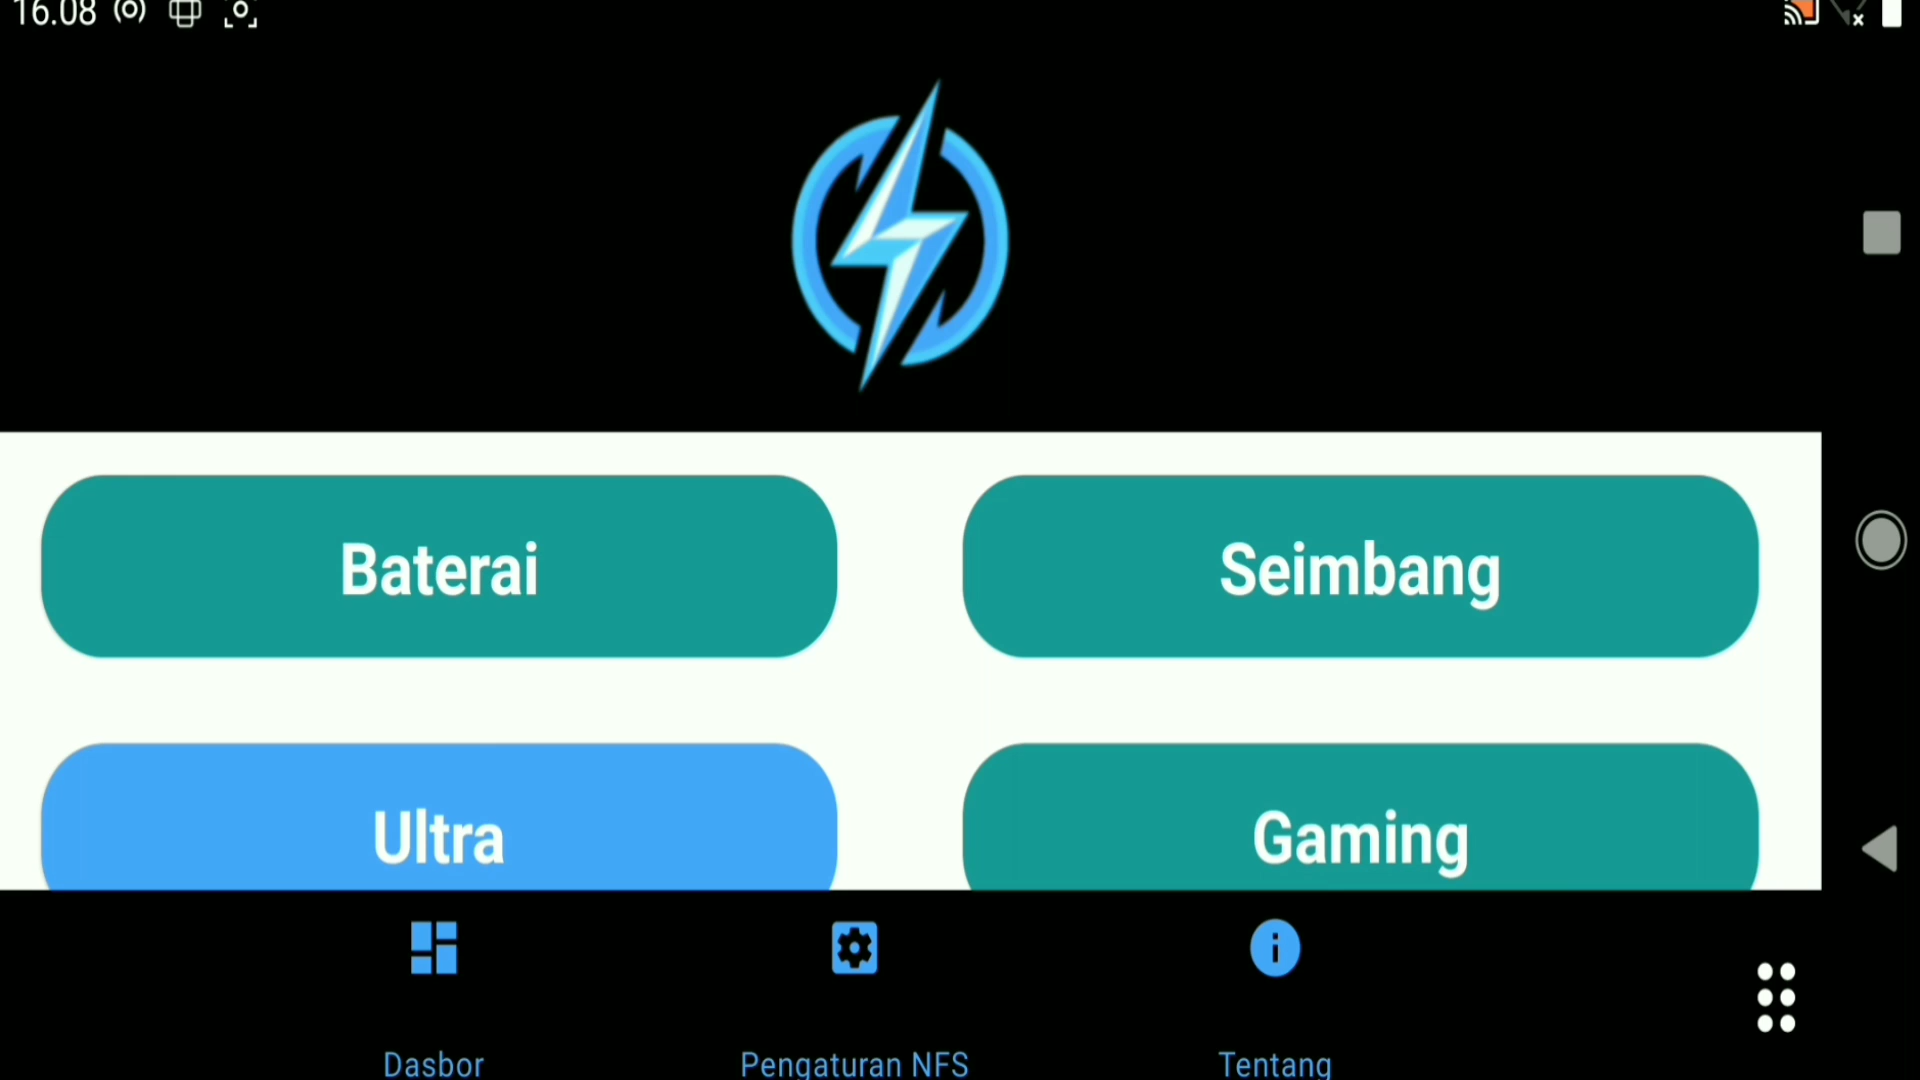 16.08
Baterai
Seimbang
Ultra
Gaming
Dasbor
Pengaturan NFS
Tentang